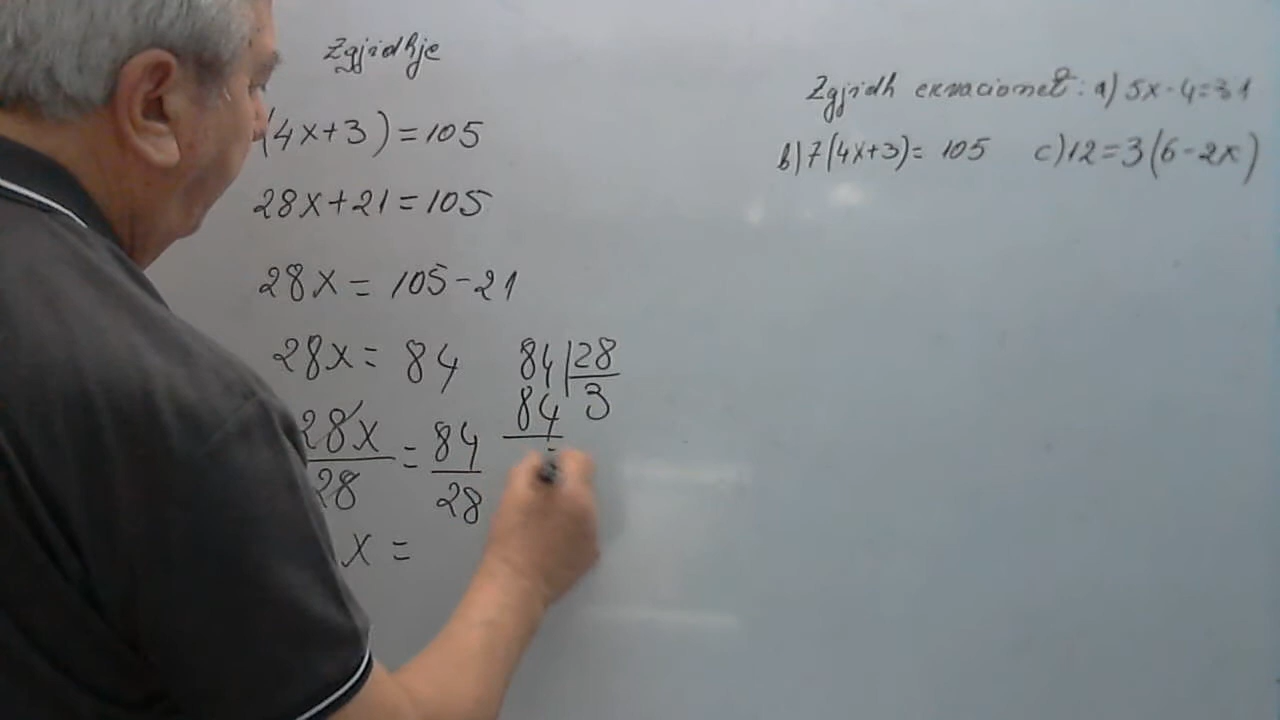 Zgjidhje
(4x+3)=105
28x+21=105
28x = 105-21
28x = 84
84|28
84 3
28x/28 = 84/28
x =
Zgjidh ekuacionet: a) 5x-4=31
b) 7(4x+3)= 105 c) 12=3(6-2x)